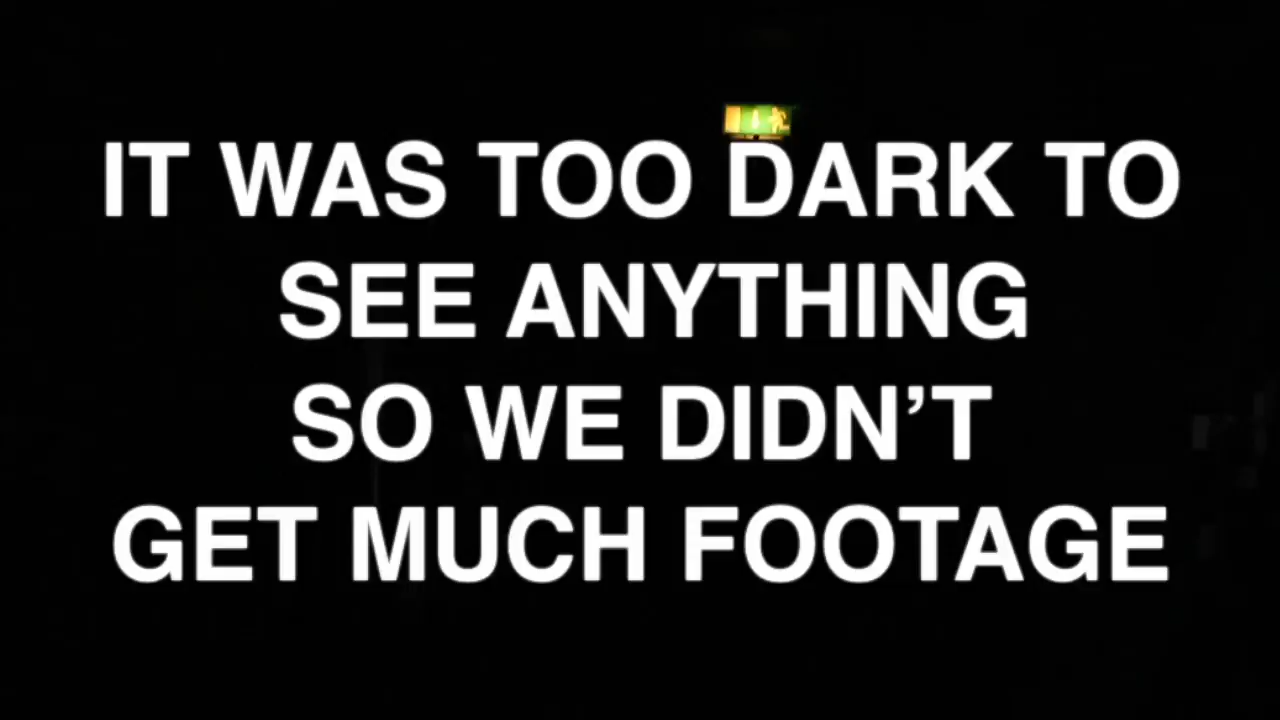 IT WAS TOO DARK TO
SEE ANYTHING
SO WE DIDN’T
GET MUCH FOOTAGE